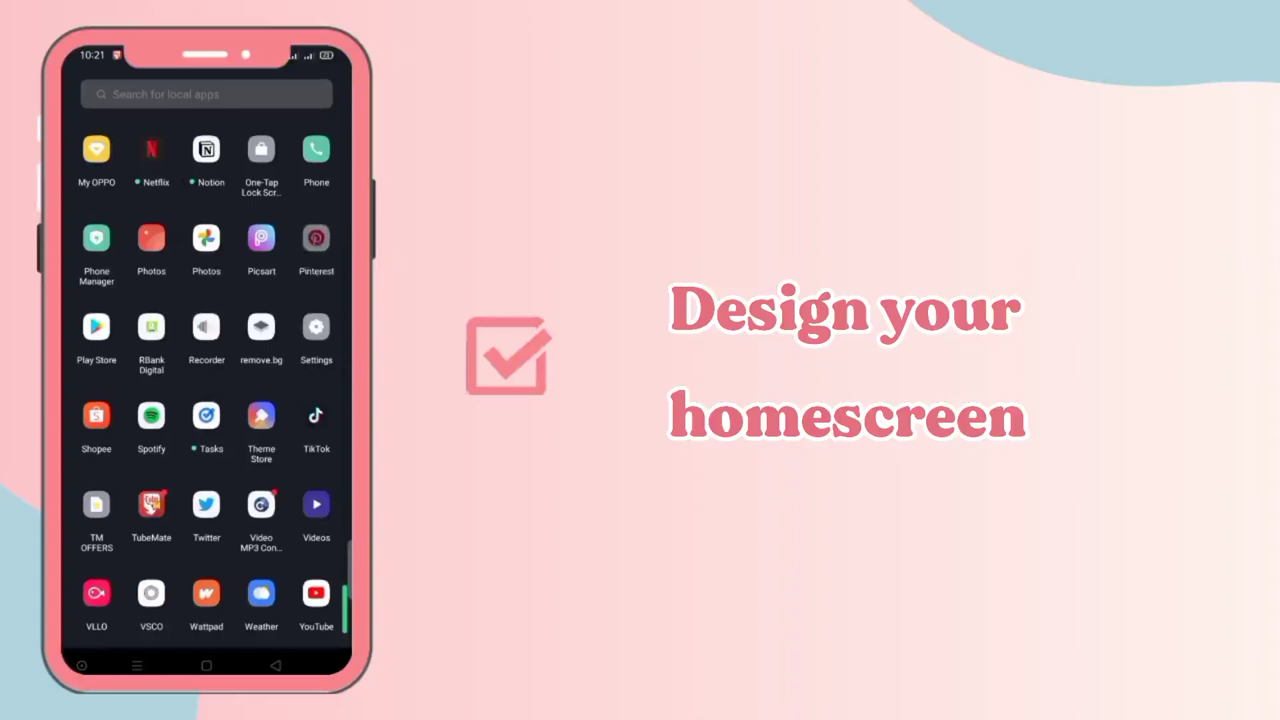 10:21
Search for local apps
My OPPO
Netflix
Notion
One-Tap
Lock Scr...
Phone
Phone
Manager
Photos
Photos
Picsart
Pinterest
Play Store
RBank
Digital
Recorder
remove.bg
Settings
Shopee
Spotify
Tasks
Theme
Store
TikTok
TM
OFFERS
TubeMate
Twitter
Video
MP3 Con...
Videos
VLLO
VSCO
Wattpad
Weather
YouTube
Design your
homescreen